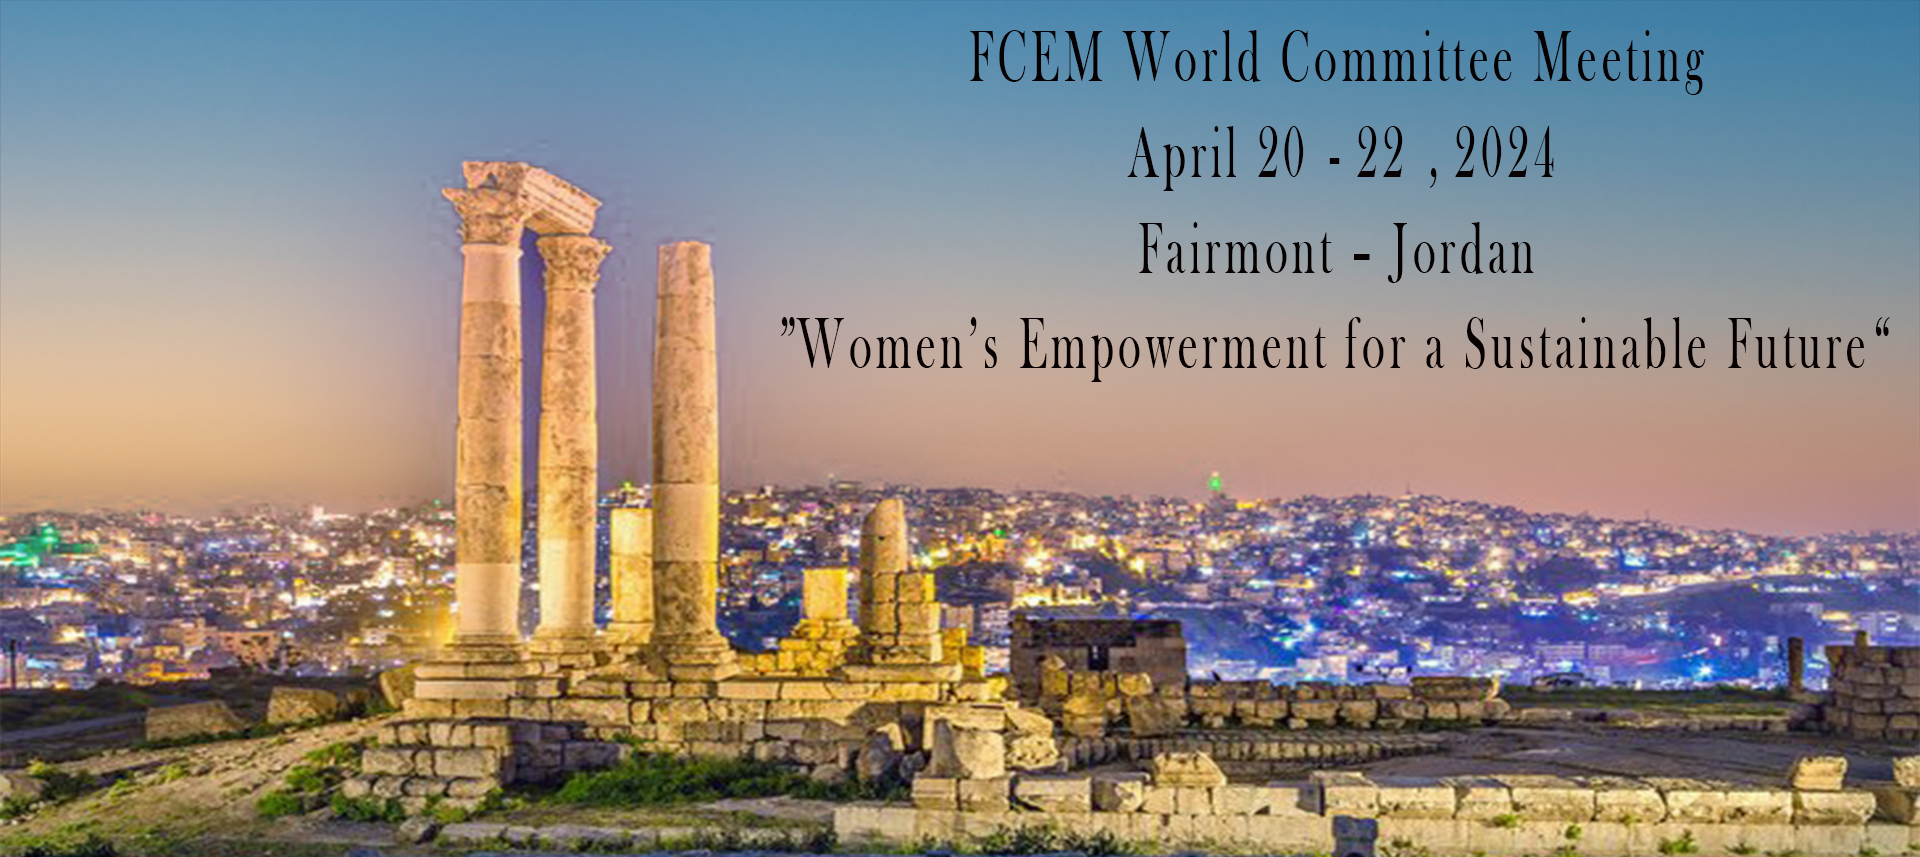 FCEM World Committee Meeting
April 20 - 22 , 2024
Fairmont - Jordan
”Women’s Empowerment for a Sustainable Future“